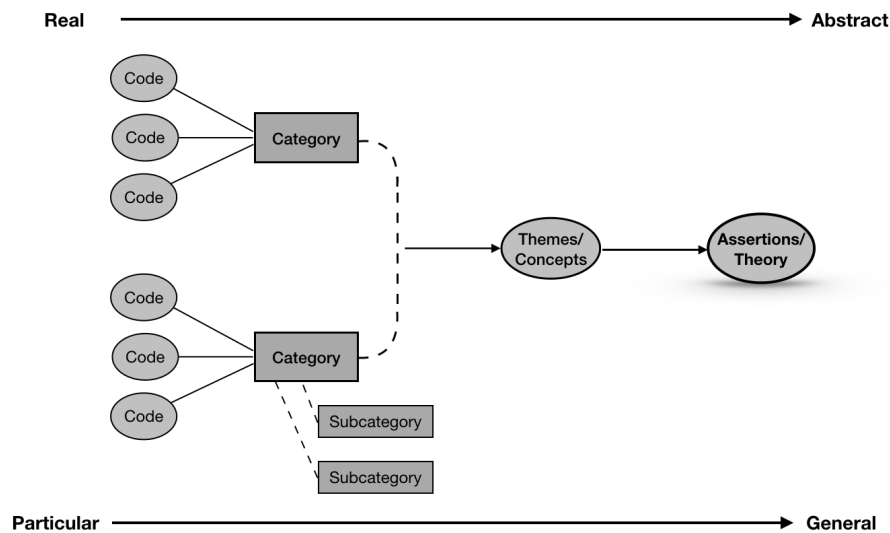 Real
Abstract
Code
Code
Category
Code
Themes/
Concepts
Assertions/
Theory
Code
Code
Category
Code
Subcategory
Subcategory
Particular
General